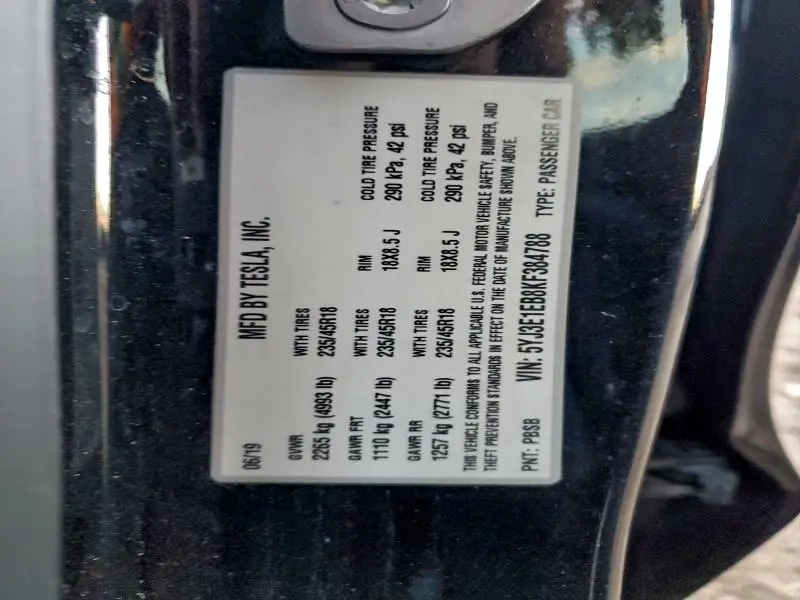 06/19 MFD BY TESLA, INC.
GVWR WITH TIRES
2265 kg (4993 lb) 235/45R18
GAWR FRT WITH TIRES RIM COLD TIRE PRESSURE
1110 kg (2447 lb) 235/45R18 18X8.5 J 290 kPa, 42 psi
GAWR RR WITH TIRES RIM COLD TIRE PRESSURE
1257 kg (2771 lb) 235/45R18 18X8.5 J 290 kPa, 42 psi
THIS VEHICLE CONFORMS TO ALL APPLICABLE U.S. FEDERAL MOTOR VEHICLE SAFETY, BUMPER, AND
THEFT PREVENTION STANDARDS IN EFFECT ON THE DATE OF MANUFACTURE SHOWN ABOVE.
PNT: PBSB VIN: 5YJ3E1EB8KF384788 TYPE: PASSENGER CAR